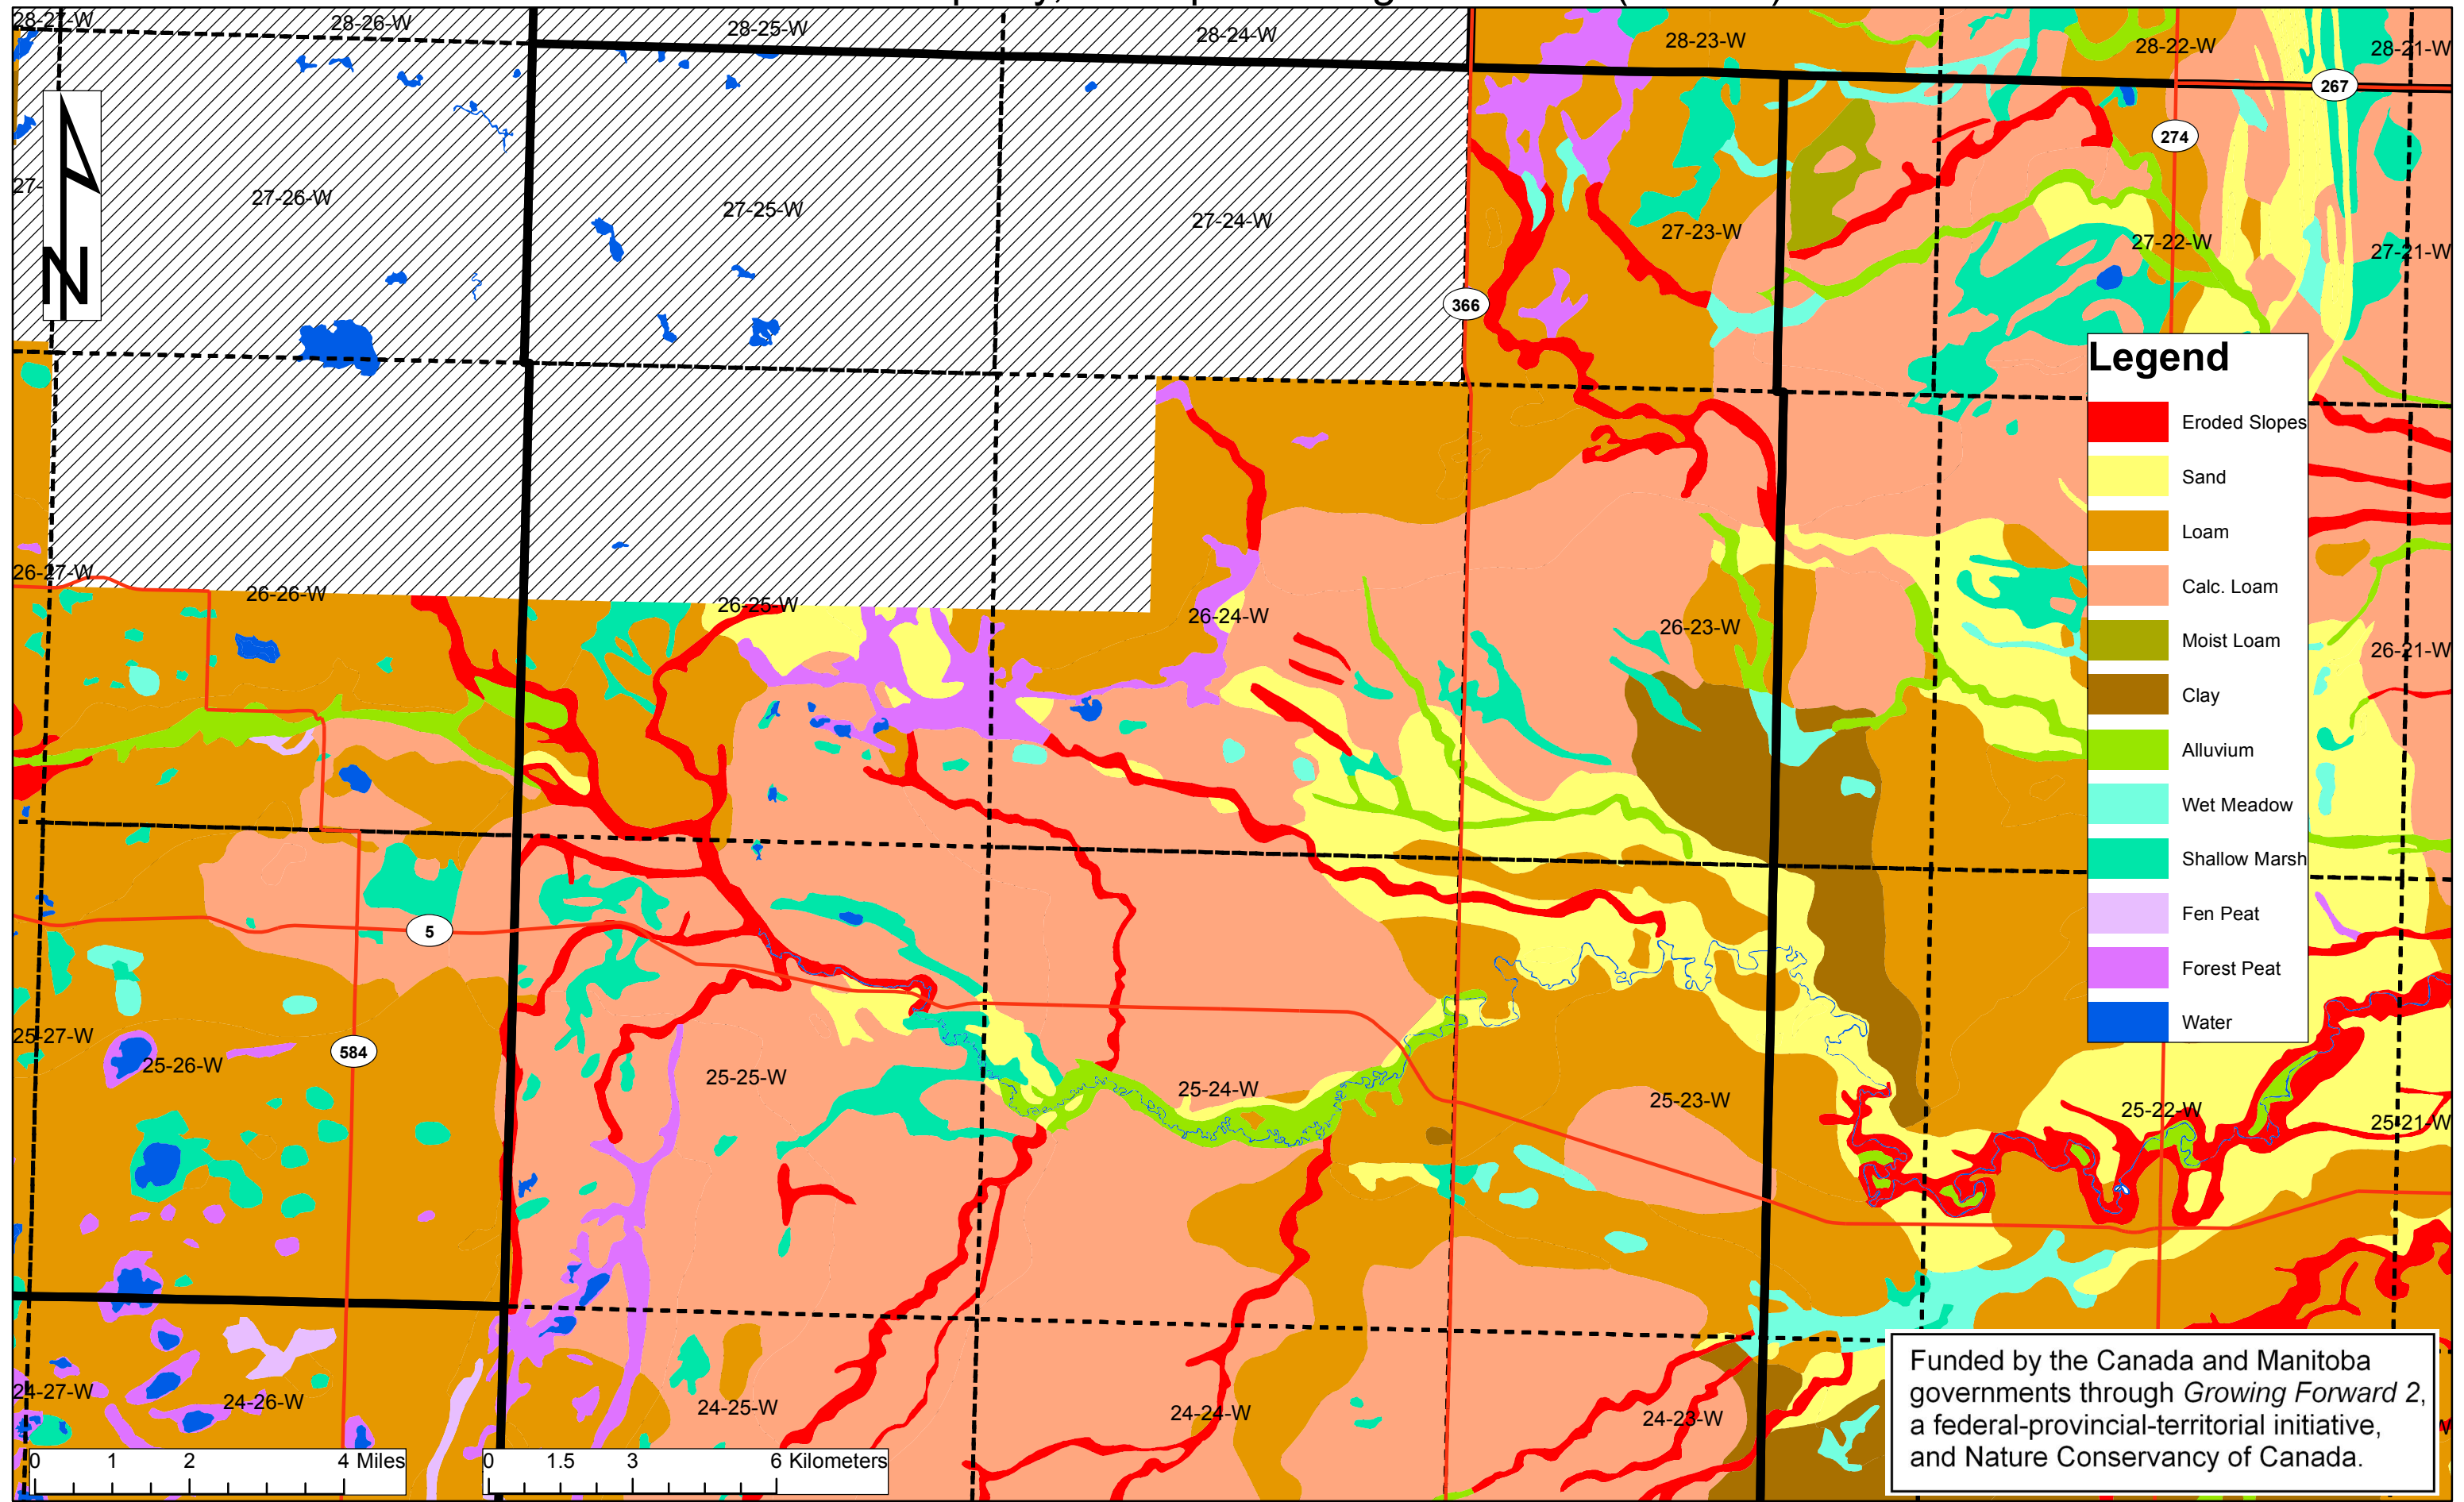 28-27-W
28-26-W
28-25-W
28-24-W
28-23-W
28-22-W
28-21-W
267
274
27-
27-26-W
27-25-W
27-24-W
27-23-W
27-22-W
27-21-W
N
366
Legend
Eroded Slopes
Sand
Loam
Calc. Loam
Moist Loam
Clay
Alluvium
Wet Meadow
Shallow Marsh
Fen Peat
Forest Peat
Water
26-27-W
26-26-W
26-25-W
26-24-W
26-23-W
26-21-W
5
584
25-27-W
25-26-W
25-25-W
25-24-W
25-23-W
25-22-W
25-21-W
24-27-W
24-26-W
24-25-W
24-24-W
24-23-W
Funded by the Canada and Manitoba
governments through Growing Forward 2,
a federal-provincial-territorial initiative,
and Nature Conservancy of Canada.
0 1 2 4 Miles
0 1.5 3 6 Kilometers